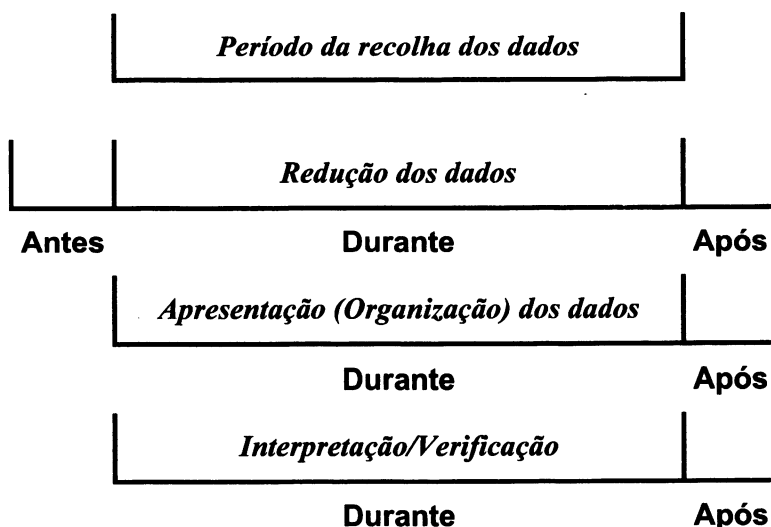 Período da recolha dos dados
Redução dos dados
Antes Durante Após
Apresentação (Organização) dos dados
Durante Após
Interpretação/Verificação
Durante Após